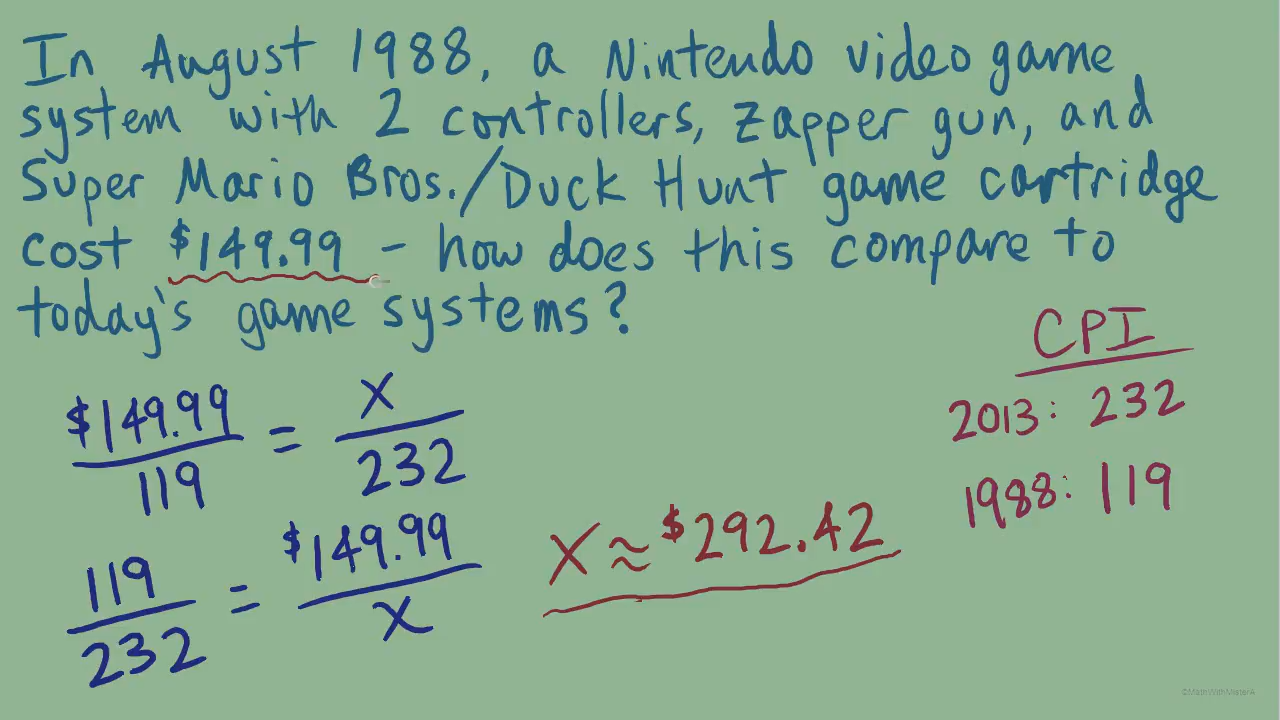 In August 1988, a Nintendo video game
system with 2 controllers, zapper gun, and
Super Mario Bros./Duck Hunt game cartridge
cost $149.99 - how does this compare to
today's game systems?
CPI
2013: 232
1988: 119
$149.99 = X
119 232
119 = $149.99
232 X
X ≈ $292.42
©MathWithMisterA